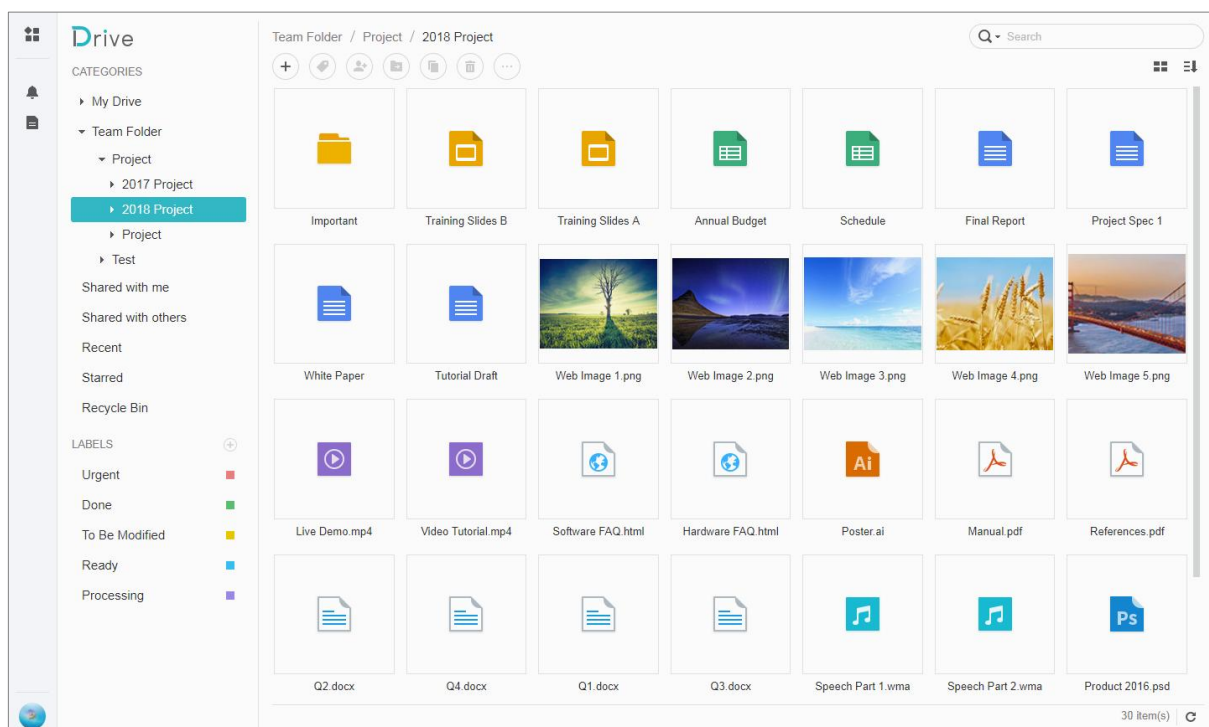 Drive
CATEGORIES
My Drive
Team Folder
Project
2017 Project
2018 Project
Project
Test
Shared with me
Shared with others
Recent
Starred
Recycle Bin
LABELS
Urgent
Done
To Be Modified
Ready
Processing
Team Folder / Project / 2018 Project
Search
Important Training Slides B Training Slides A Annual Budget Schedule Final Report Project Spec 1
White Paper Tutorial Draft Web Image 1.png Web Image 2.png Web Image 3.png Web Image 4.png Web Image 5.png
Ai
Live Demo.mp4 Video Tutorial.mp4 Software FAQ.html Hardware FAQ.html Poster.ai Manual.pdf References.pdf
Ps
Q2.docx Q4.docx Q1.docx Q3.docx Speech Part 1.wma Speech Part 2.wma Product 2016.psd
30 item(s)